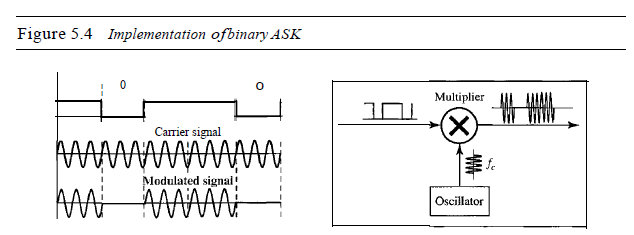 Figure 5.4 Implementation ofbinary ASK
0
O
Carrier signal
Modulated signal
Multiplier
fc
Oscillator